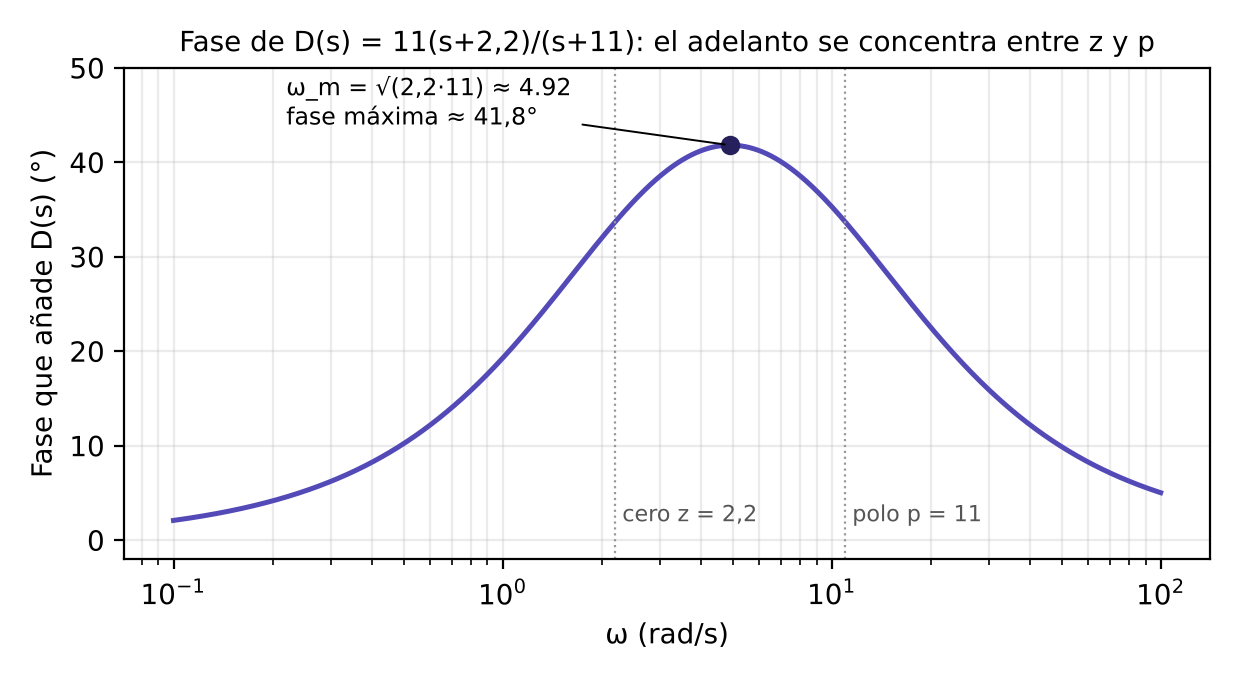 Fase de D(s) = 11(s+2,2)/(s+11): el adelanto se concentra entre z y p
ω_m = √(2,2·11) ≈ 4.92
fase máxima ≈ 41,8°
Fase que añade D(s) (°)
50
40
30
20
10
0
cero z = 2,2
polo p = 11
10⁻¹
10⁰
10¹
10²
ω (rad/s)